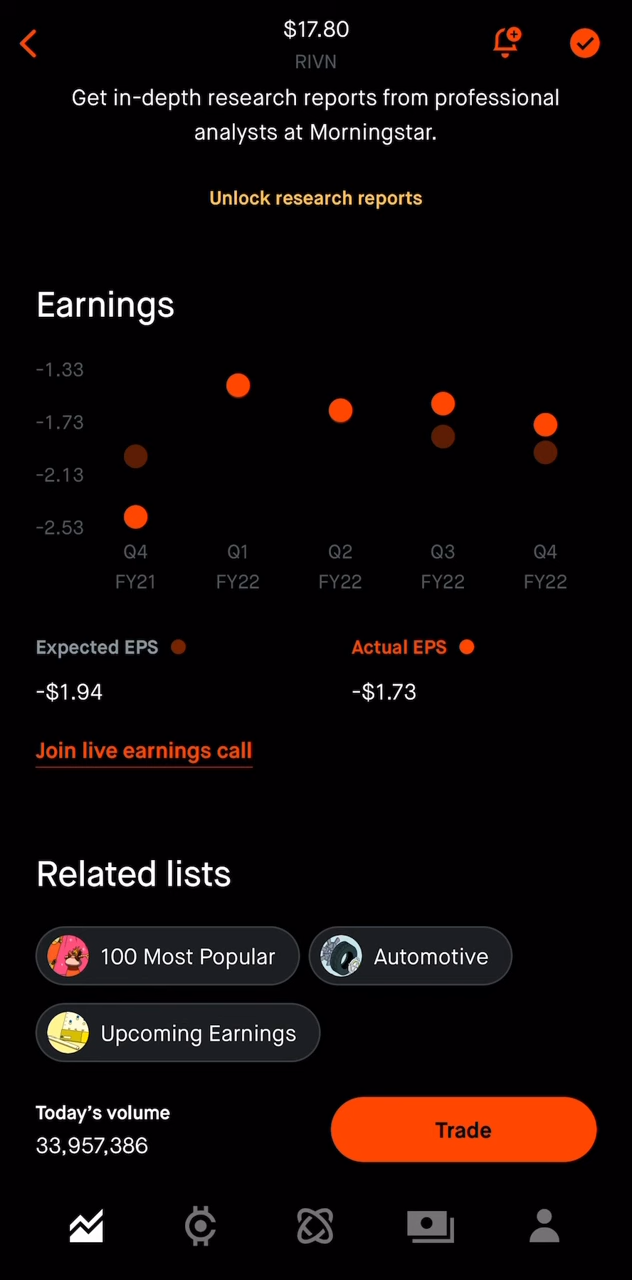 $17.80
RIVN
Get in-depth research reports from professional
analysts at Morningstar.
Unlock research reports
Earnings
-1.33
-1.73
-2.13
-2.53
Q4 Q1 Q2 Q3 Q4
FY21 FY22 FY22 FY22 FY22
Expected EPS Actual EPS
-$1.94 -$1.73
Join live earnings call
Related lists
100 Most Popular Automotive
Upcoming Earnings
Today's volume
33,957,386
Trade